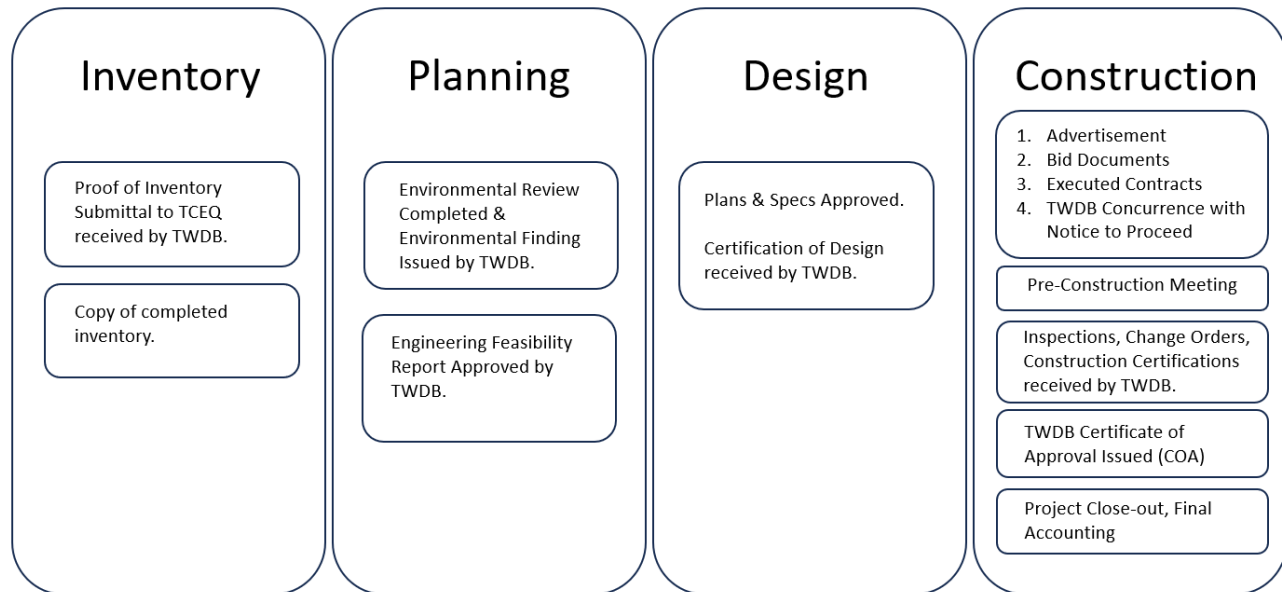 Inventory
Proof of Inventory
Submittal to TCEQ
received by TWDB.
Copy of completed
inventory.
Planning
Environmental Review
Completed &
Environmental Finding
Issued by TWDB.
Engineering Feasibility
Report Approved by
TWDB.
Design
Plans & Specs Approved.
Certification of Design
received by TWDB.
Construction
1. Advertisement
2. Bid Documents
3. Executed Contracts
4. TWDB Concurrence with
Notice to Proceed
Pre-Construction Meeting
Inspections, Change Orders,
Construction Certifications
received by TWDB.
TWDB Certificate of
Approval Issued (COA)
Project Close-out, Final
Accounting